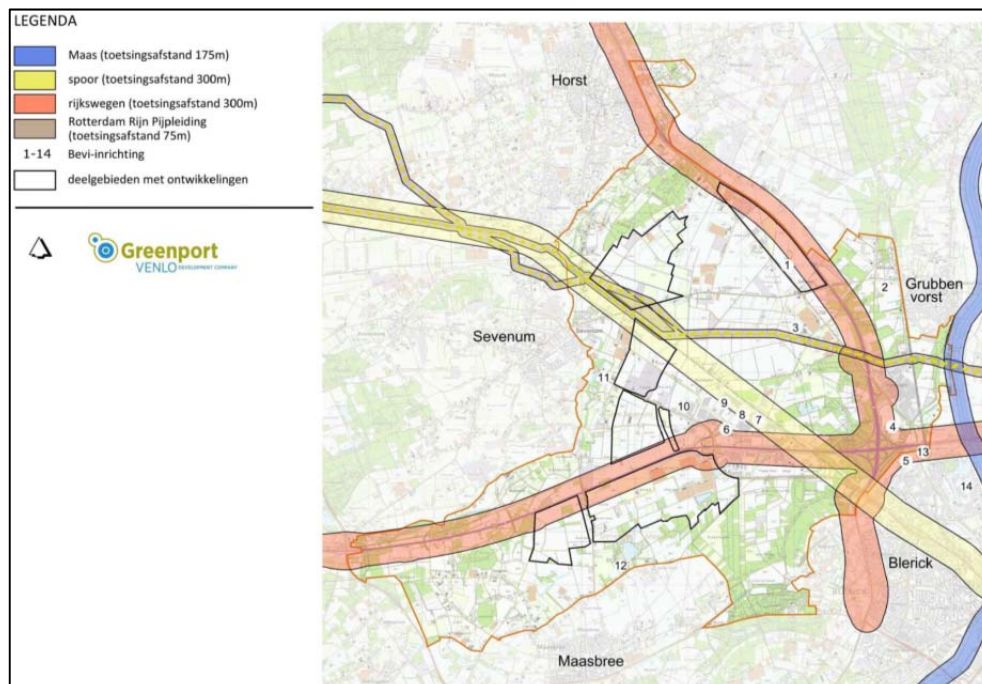 LEGENDA
Maas (toetsingsafstand 175m)
spoor (toetsingsafstand 300m)
rijkswegen (toetsingsafstand 300m)
Rotterdam Rijn Pijpleiding
(toetsingsafstand 75m)
1-14 Bevi-inrichting
deelgebieden met ontwikkelingen
Greenport
VENLO DEVELOPMENT COMPANY
Horst
1
2
Grubben
vorst
3
Sevenum
11
10
9
8
7
6
4
13
5
14
12
Blerick
Maasbree